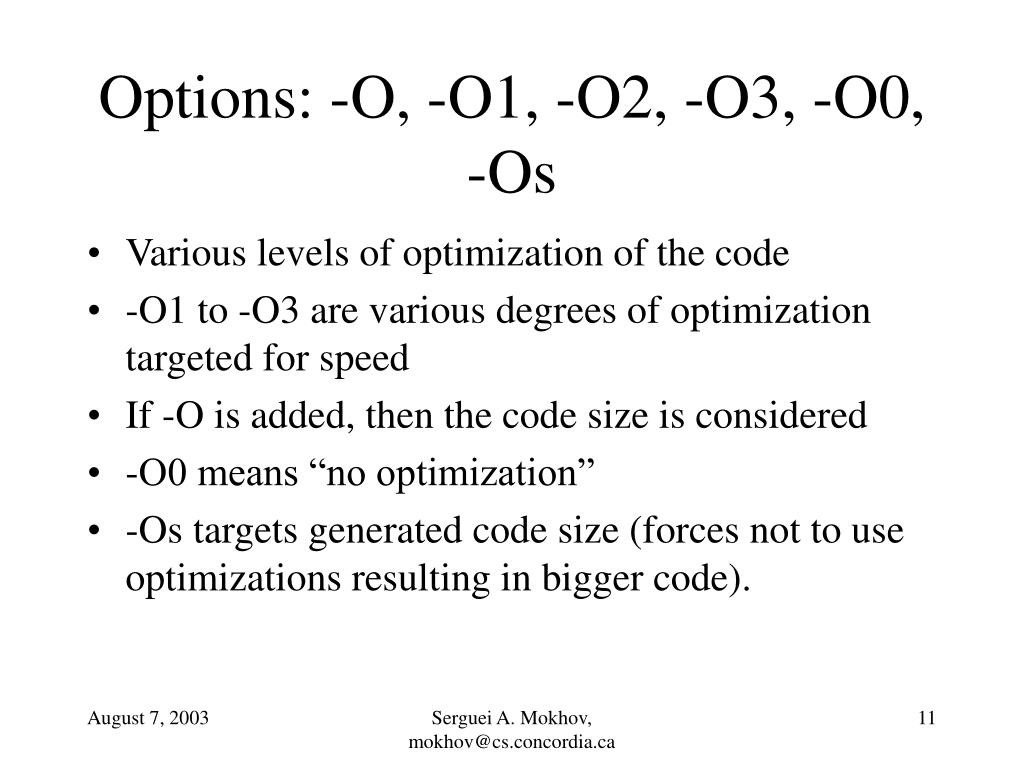 Options: -O, -O1, -O2, -O3, -O0,
-Os
• Various levels of optimization of the code
• -O1 to -O3 are various degrees of optimization
targeted for speed
• If -O is added, then the code size is considered
• -O0 means “no optimization”
• -Os targets generated code size (forces not to use
optimizations resulting in bigger code).
August 7, 2003
Serguei A. Mokhov,
mokhov@cs.concordia.ca
11